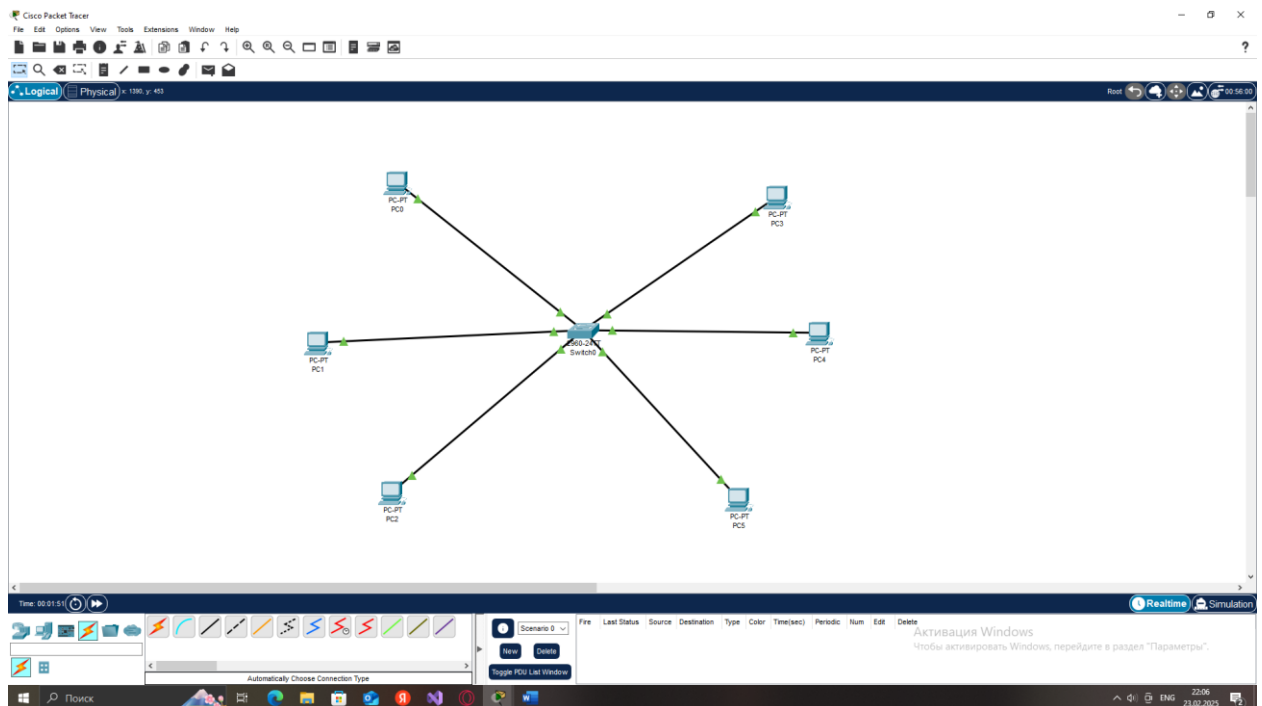 Cisco Packet Tracer
File Edit Options View Tools Extensions Window Help
?
Logical Physical x: 1390, y: 453 Root 00:56:00
PC-PT
PC0
PC-PT
PC3
2960-24TT
Switch0
PC-PT
PC1
PC-PT
PC4
PC-PT
PC2
PC-PT
PC5
Time: 00:01:51 Realtime Simulation
Scenario 0 Fire Last Status Source Destination Type Color Time(sec) Periodic Num Edit Delete
New Delete
Toggle PDU List Window
Automatically Choose Connection Type
Активация Windows
Чтобы активировать Windows, перейдите в раздел "Параметры".
Поиск ENG 22:06
23.02.2025